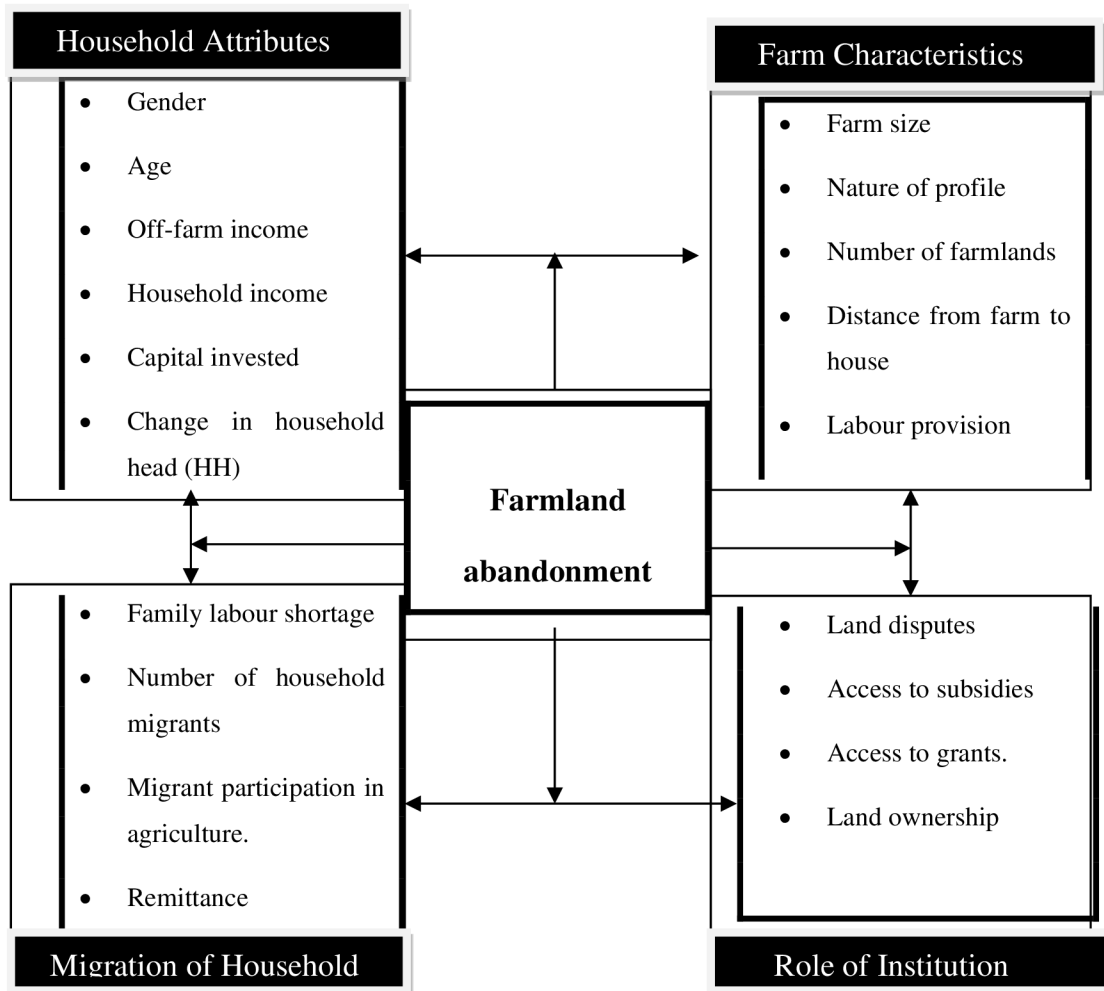 Household Attributes
• Gender
• Age
• Off-farm income
• Household income
• Capital invested
• Change in household
head (HH)
Farm Characteristics
• Farm size
• Nature of profile
• Number of farmlands
• Distance from farm to
house
• Labour provision
Farmland
abandonment
• Family labour shortage
• Number of household
migrants
• Migrant participation in
agriculture.
• Remittance
Migration of Household
• Land disputes
• Access to subsidies
• Access to grants.
• Land ownership
Role of Institution